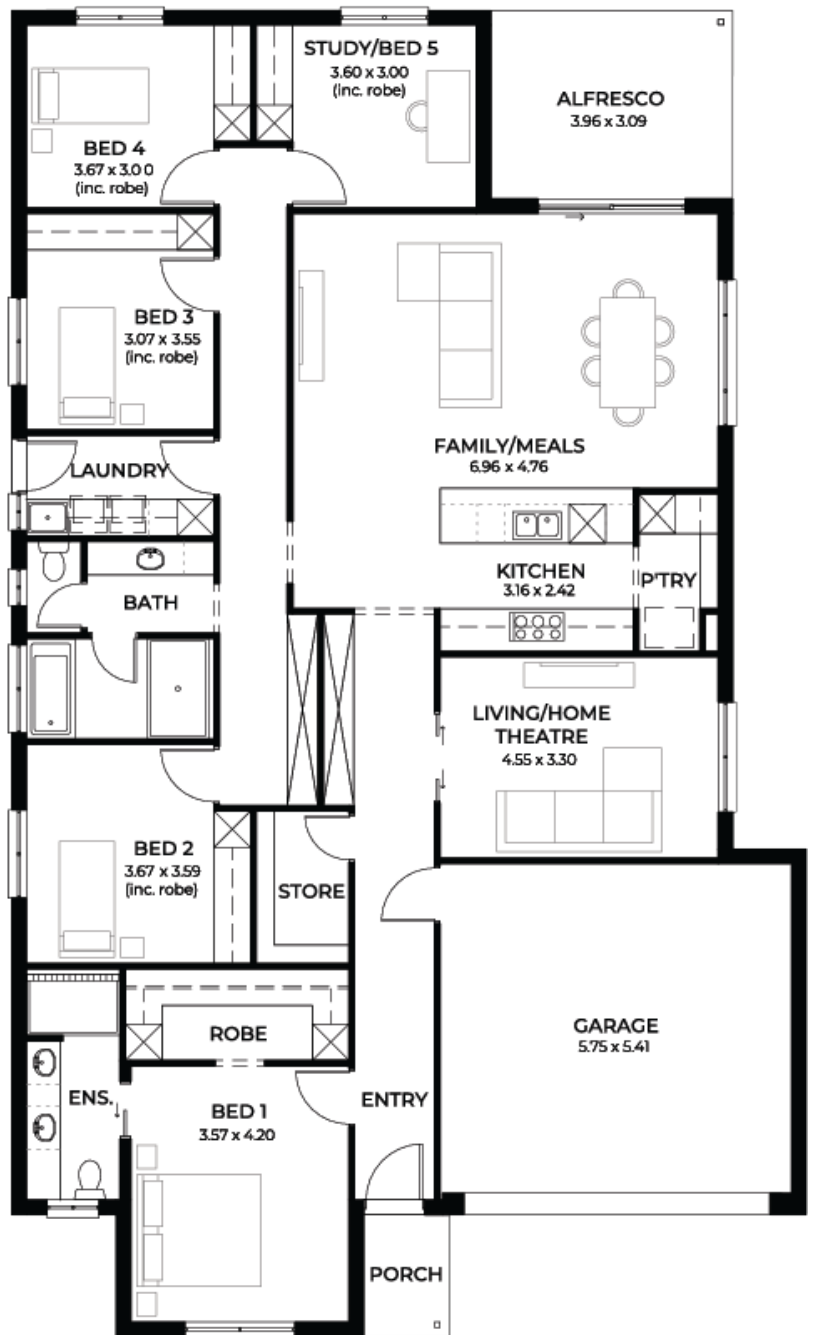 STUDY/BED 5
3.60 x 3.00
(inc. robe)
ALFRESCO
3.96 x 3.09
BED 4
3.67 x 3.0 0
(inc. robe)
BED 3
3.07 x 3.55
(inc. robe)
FAMILY/MEALS
6.96 x 4.76
LAUNDRY
KITCHEN
3.16 x 2.42
P'TRY
BATH
LIVING/HOME
THEATRE
4.55 x 3.30
BED 2
3.67 x 3.59
(inc. robe)
STORE
ROBE
GARAGE
5.75 x 5.41
ENS.
BED 1
3.57 x 4.20
ENTRY
PORCH